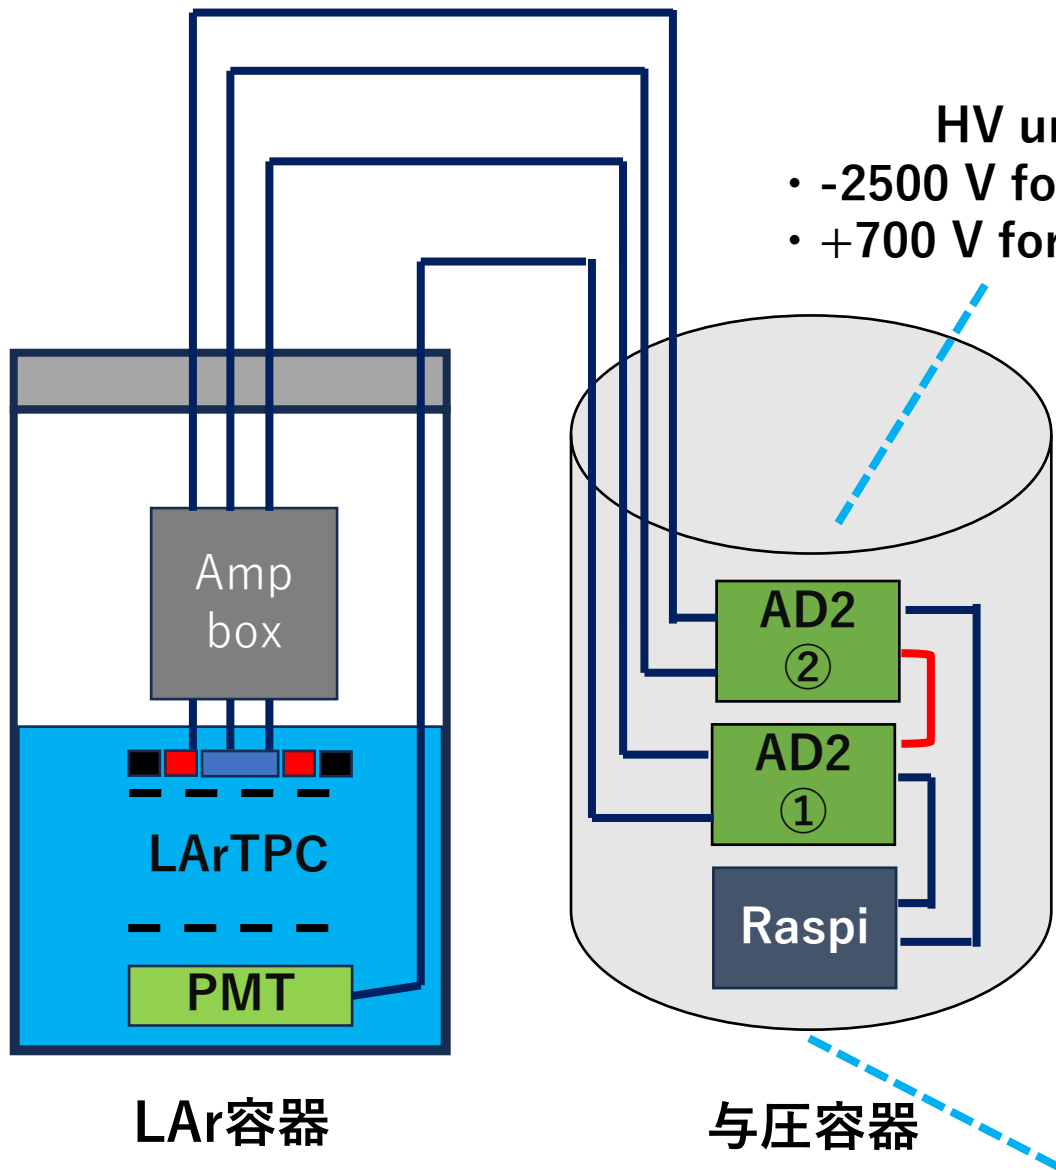 HV
・-2500 V
・+700 V for
Amp
box
LArTPC
PMT
AD2
②
AD2
①
Raspi
LAr容器
与圧容器